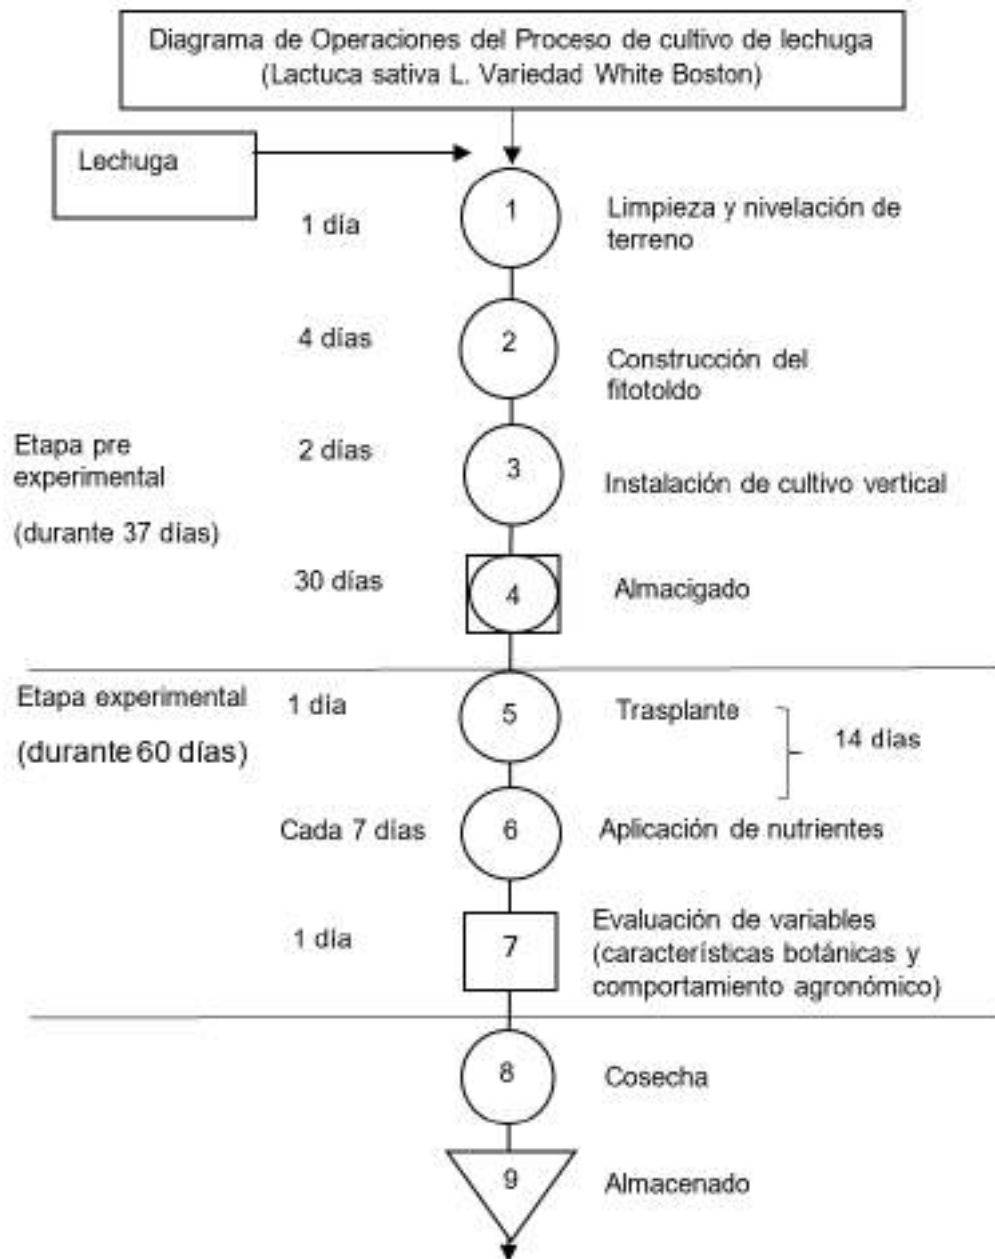 Diagrama de Operaciones del Proceso de cultivo de lechuga
(Lactuca sativa L. Variedad White Boston)
Lechuga
1
1 día
Limpieza y nivelación de
terreno
2
4 días
Construcción del
fitotoldo
Etapa pre
experimental
(durante 37 días)
2 días
3
Instalación de cultivo vertical
30 días
4
Almacigado
Etapa experimental
(durante 60 días)
1 día
5
Trasplante
14 días
Cada 7 días
6
Aplicación de nutrientes
1 día
7
Evaluación de variables
(características botánicas y
comportamiento agronómico)
8
Cosecha
9
Almacenado